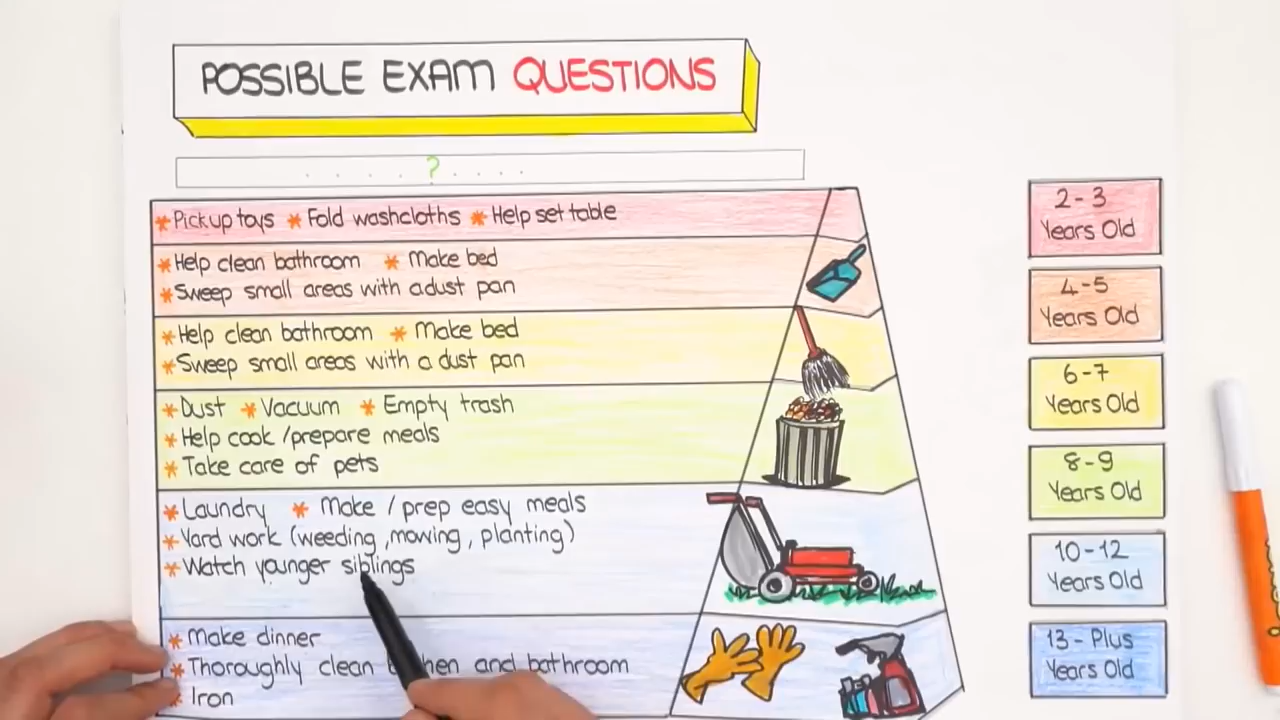 POSSIBLE EXAM QUESTIONS
. . . . ? . . . .
* Pick up toys * Fold washcloths * Help set table
* Help clean bathroom * Make bed
* Sweep small areas with a dust pan
* Help clean bathroom * Make bed
* Sweep small areas with a dust pan
* Dust * Vacuum * Empty trash
* Help cook / prepare meals
* Take care of pets
* Laundry * Make / prep easy meals
* Yard work (weeding, mowing, planting)
* Watch younger siblings
* Make dinner
* Thoroughly clean kitchen and bathroom
* Iron
2 - 3
Years Old
4 - 5
Years Old
6 - 7
Years Old
8 - 9
Years Old
10 - 12
Years Old
13 - Plus
Years Old